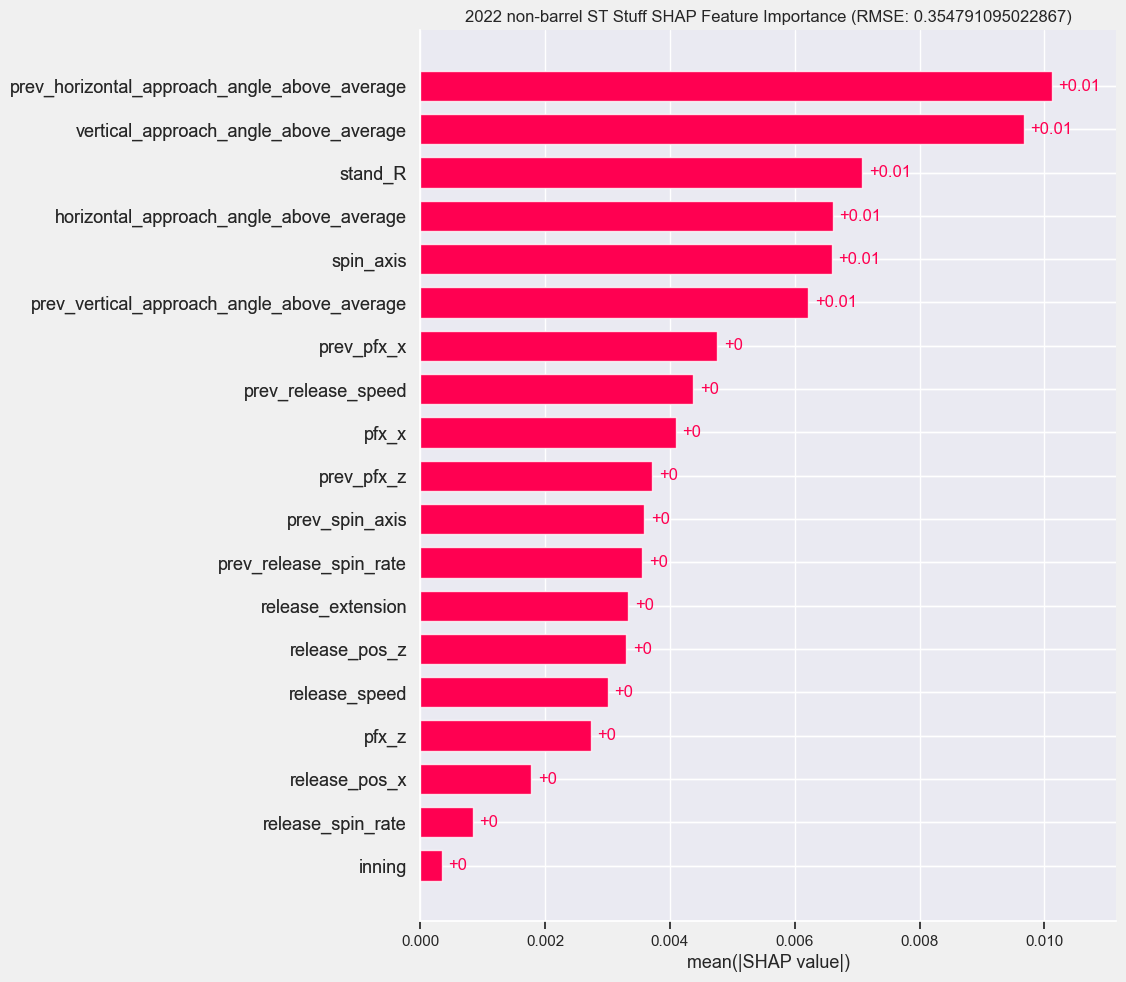 2022 non-barrel ST Stuff SHAP Feature Importance (RMSE: 0.354791095022867)
prev_horizontal_approach_angle_above_average +0.01
vertical_approach_angle_above_average +0.01
stand_R +0.01
horizontal_approach_angle_above_average +0.01
spin_axis +0.01
prev_vertical_approach_angle_above_average +0.01
prev_pfx_x +0
prev_release_speed +0
pfx_x +0
prev_pfx_z +0
prev_spin_axis +0
prev_release_spin_rate +0
release_extension +0
release_pos_z +0
release_speed +0
pfx_z +0
release_pos_x +0
release_spin_rate +0
inning +0
0.000 0.002 0.004 0.006 0.008 0.010
mean(|SHAP value|)